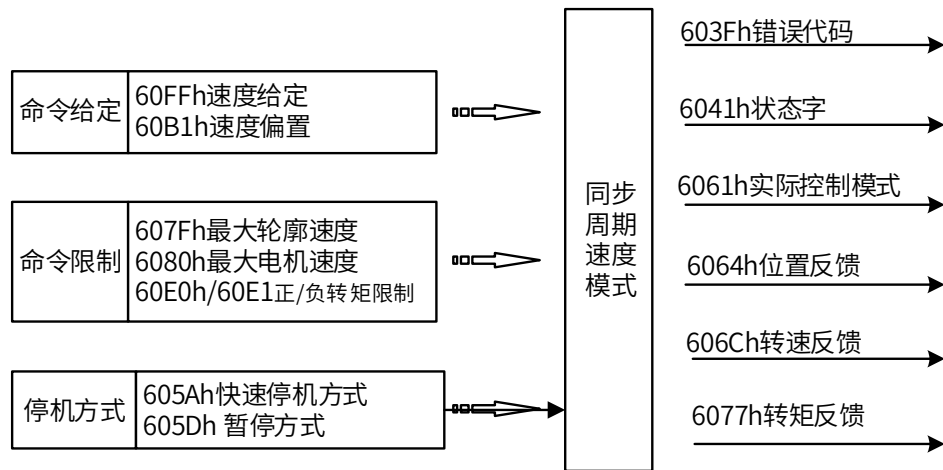 命令给定
60FFh速度给定
60B1h速度偏置
命令限制
607Fh最大轮廓速度
6080h最大电机速度
60E0h/60E1正/负转矩限制
停机方式
605Ah快速停机方式
605Dh 暂停方式
同步
周期
速度
模式
603Fh错误代码
6041h状态字
6061h实际控制模式
6064h位置反馈
606Ch转速反馈
6077h转矩反馈